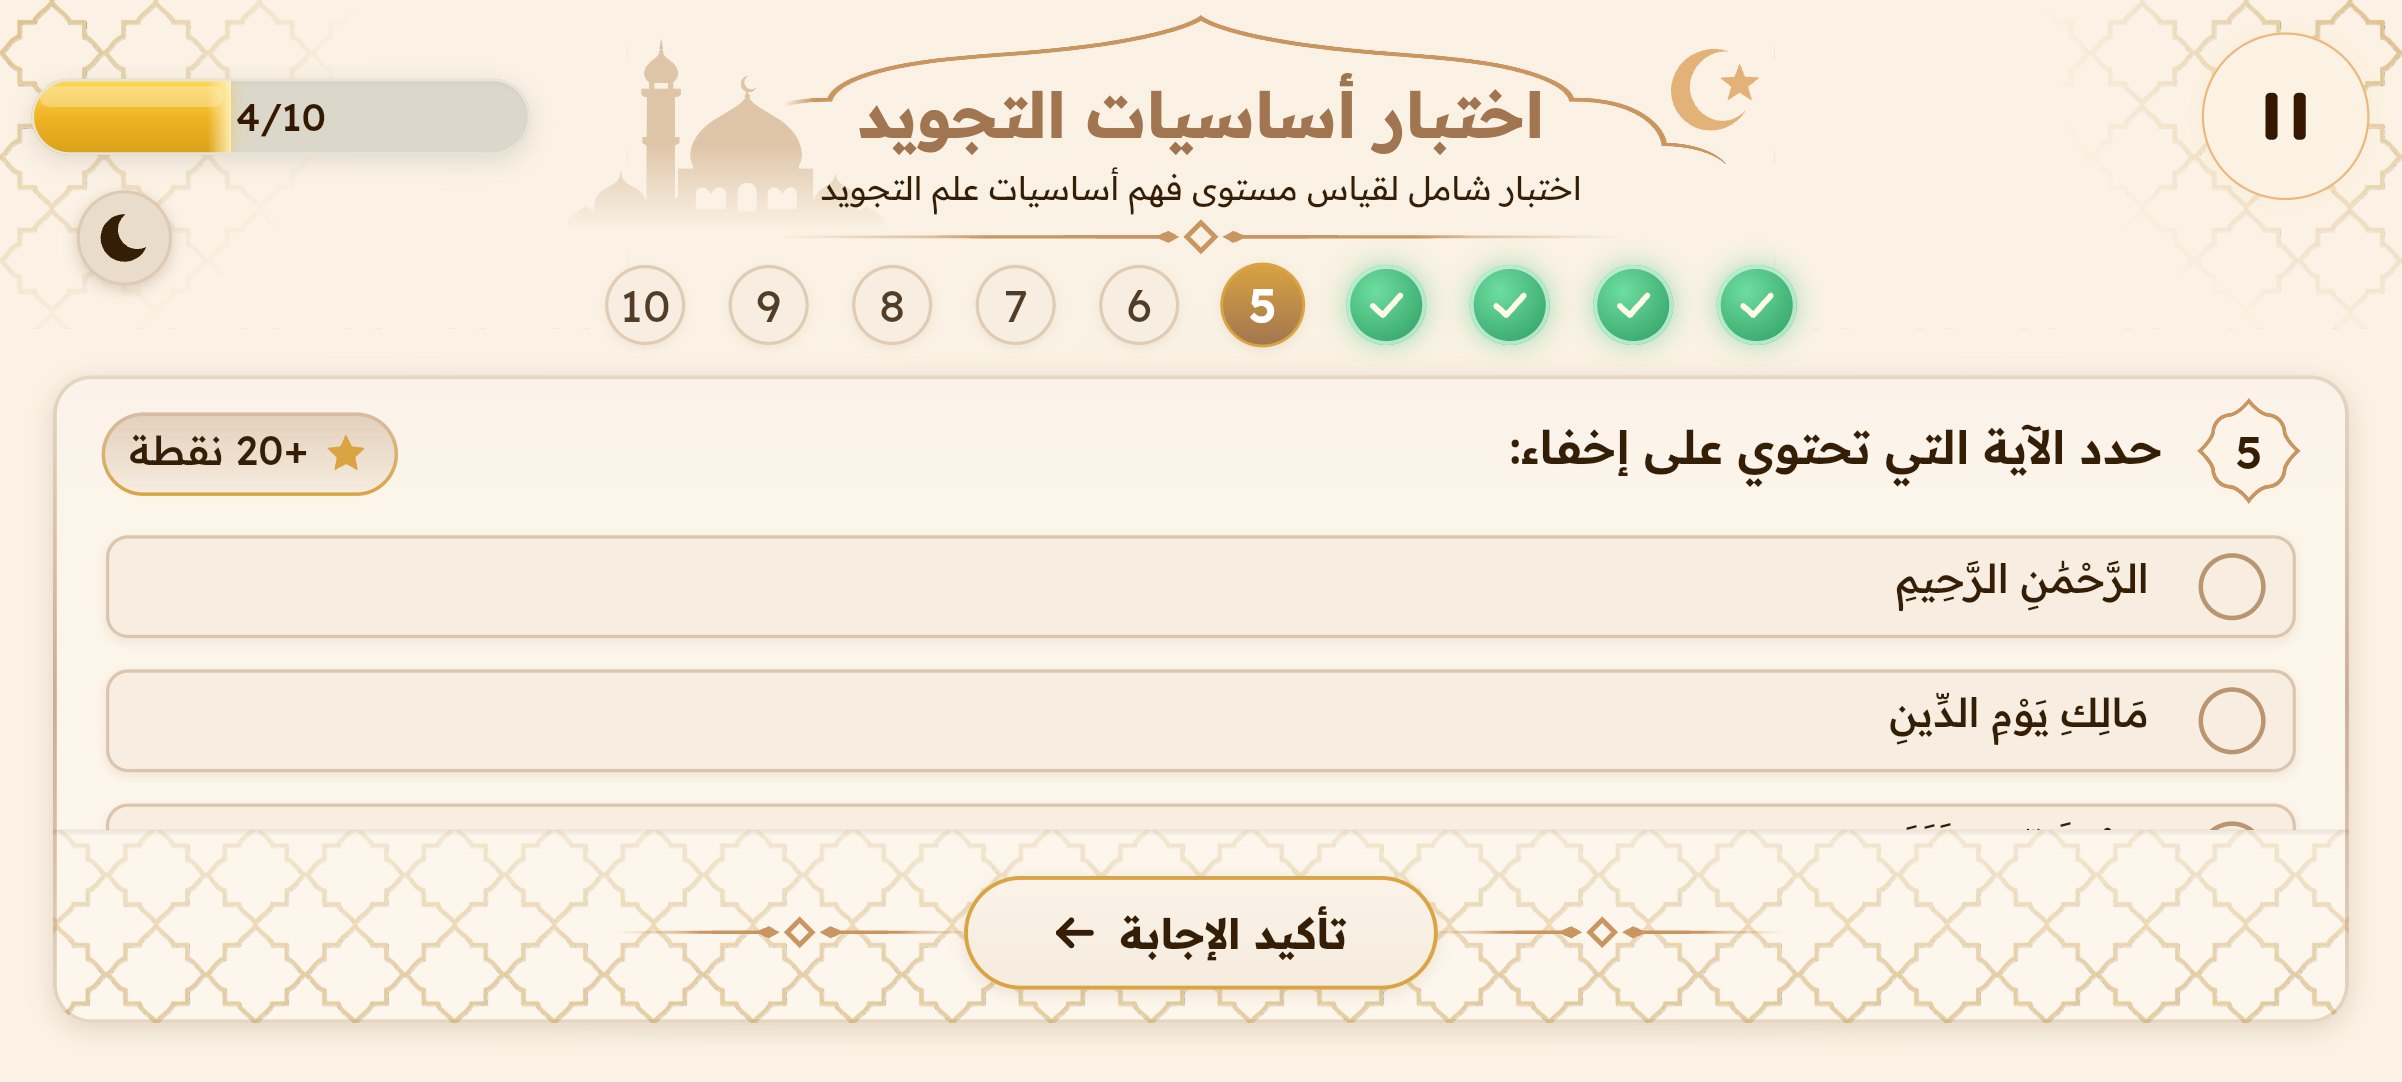 4/10
اختبار أساسيات التجويد
اختبار شامل لقياس مستوى فهم أساسيات علم التجويد
5 6 7 8 9 10
5
حدد الآية التي تحتوي على إخفاء:
+20 نقطة
الرَّحْمَٰنِ الرَّحِيمِ
مَالِكِ يَوْمِ الدِّينِ
تأكيد الإجابة ←